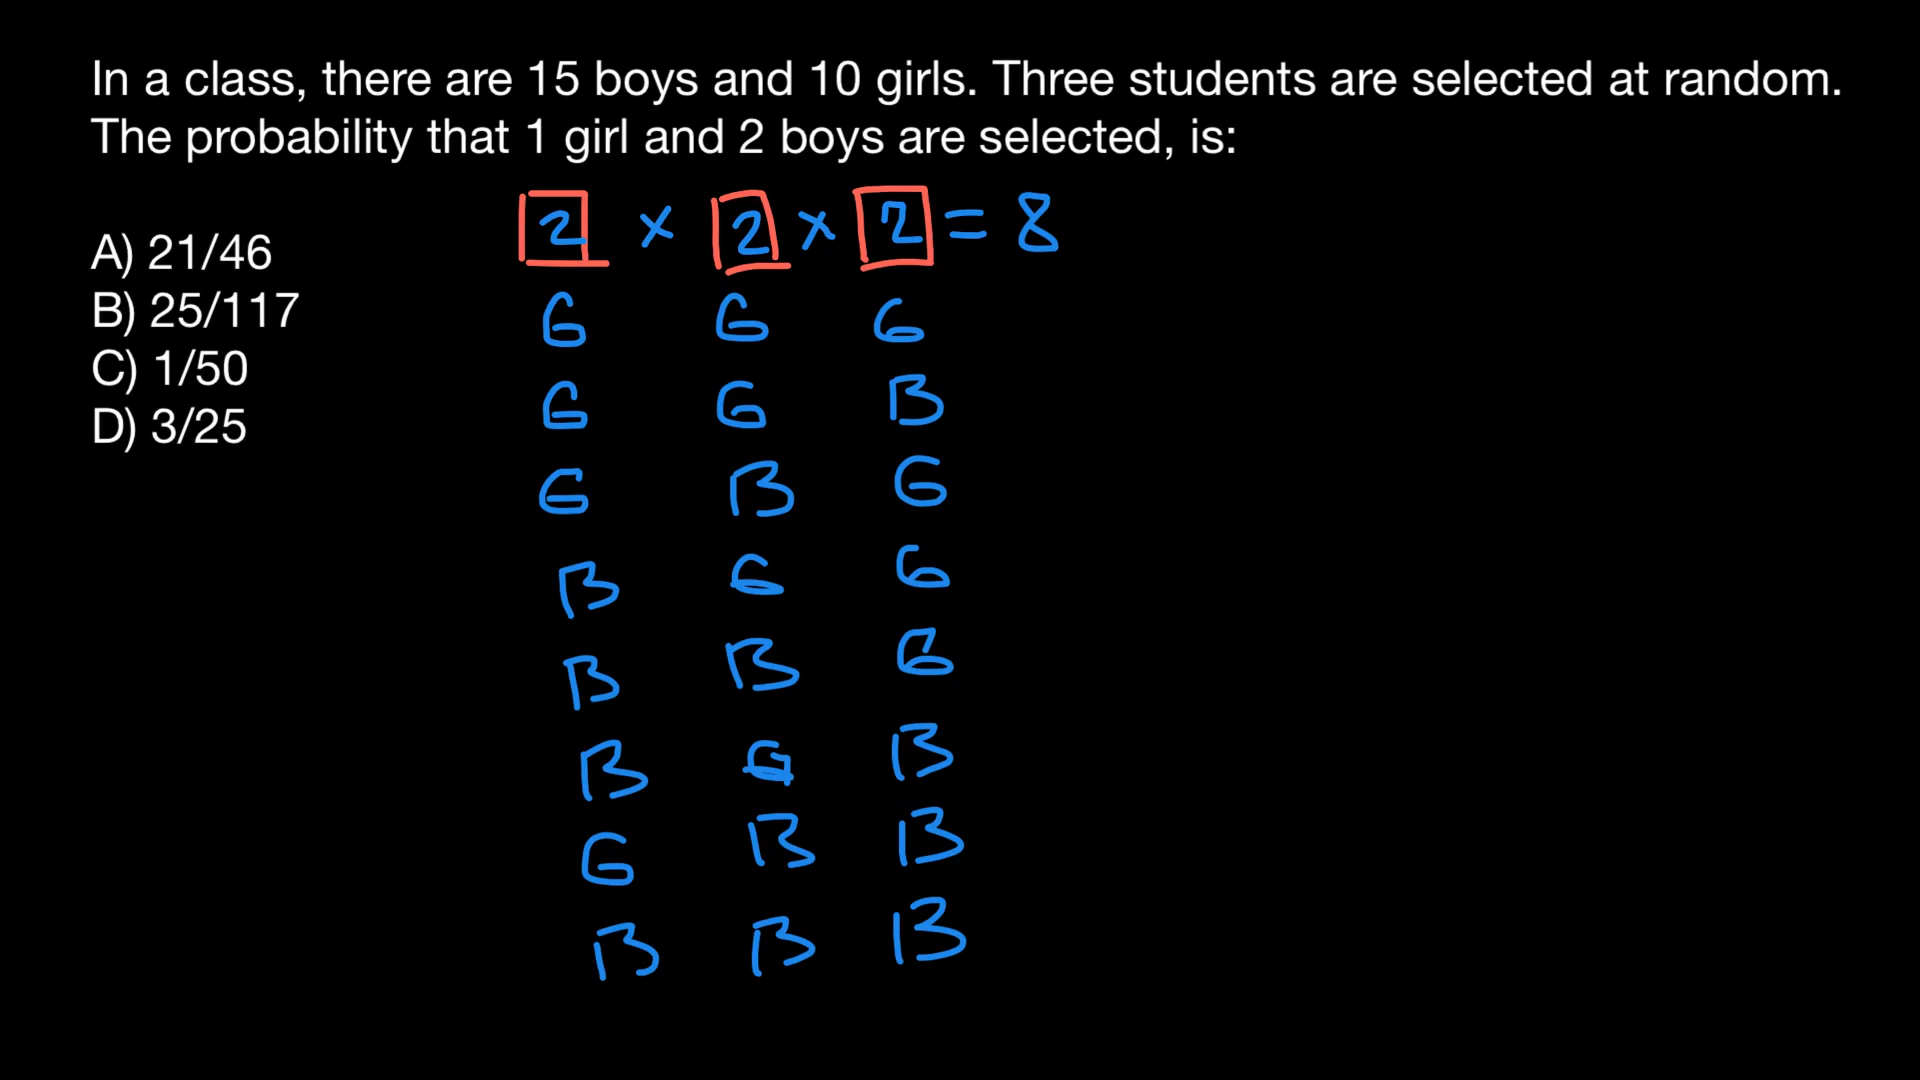 In a class, there are 15 boys and 10 girls. Three students are selected at random.
The probability that 1 girl and 2 boys are selected, is:
2 × 2 × 2 = 8
A) 21/46
B) 25/117
C) 1/50
D) 3/25
G G G
G G B
G B G
B G G
B B G
B G B
G B B
B B B